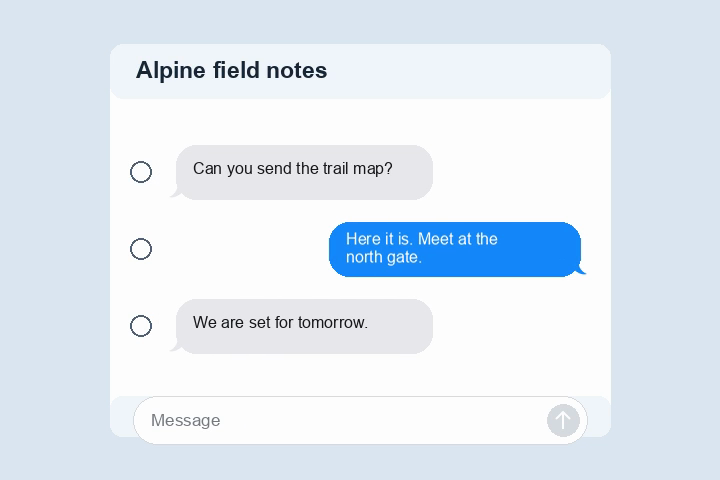 Alpine field notes
Can you send the trail map?
Here it is. Meet at the
north gate.
We are set for tomorrow.
Message